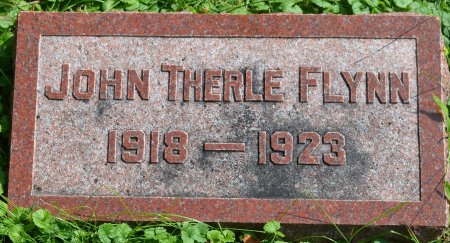 JOHN THERLE FLYNN
1918 — 1923